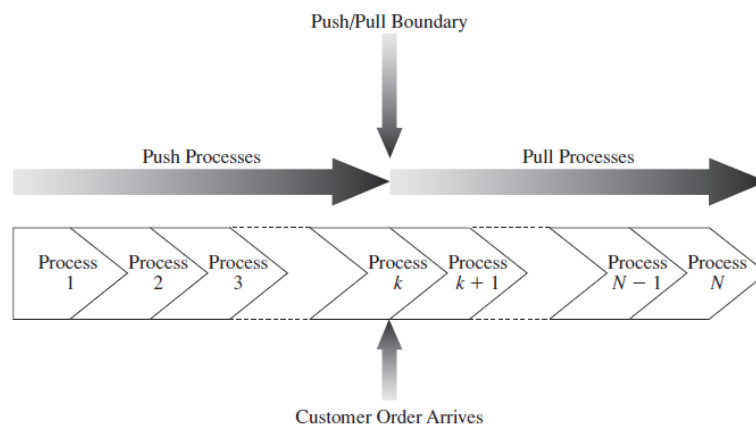 Push/Pull Boundary
Push Processes
Pull Processes
Process Process Process Process Process Process Process
1 2 3 k k + 1 N − 1 N
Customer Order Arrives